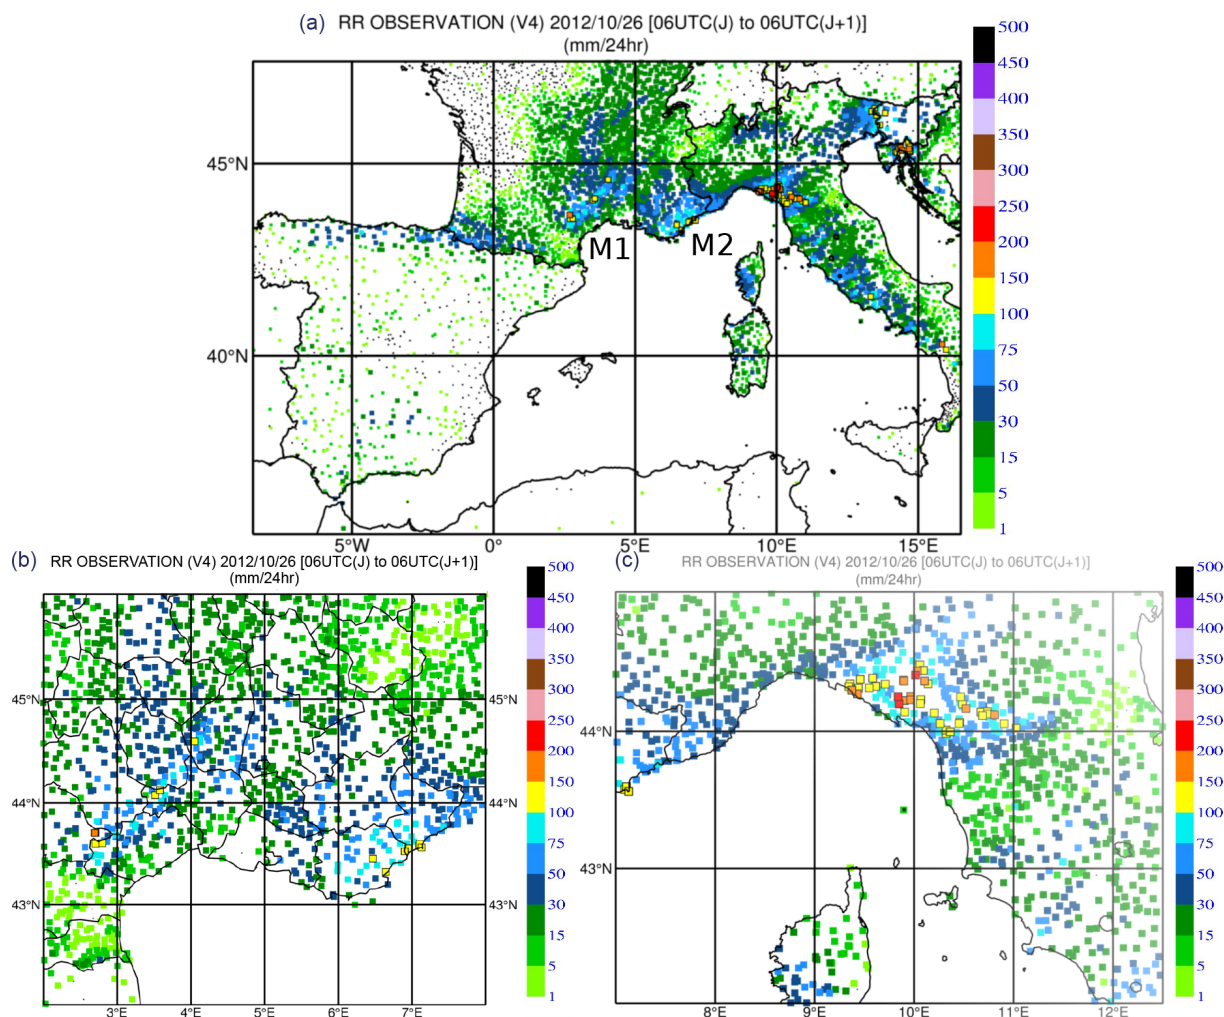 (a) RR OBSERVATION (V4) 2012/10/26 [06UTC(J) to 06UTC(J+1)]
(mm/24hr)
500
450
400
350
300
250
200
150
100
75
50
30
15
5
1
45°N
40°N
M1
M2
5°W
0°
5°E
10°E
15°E
(b) RR OBSERVATION (V4) 2012/10/26 [06UTC(J) to 06UTC(J+1)]
(mm/24hr)
45°N
44°N
43°N
45°N
44°N
43°N
3°E
4°E
5°E
6°E
7°E
500
450
400
350
300
250
200
150
100
75
50
30
15
5
1
(c) RR OBSERVATION (V4) 2012/10/26 [06UTC(J) to 06UTC(J+1)]
(mm/24hr)
44°N
43°N
8°E
9°E
10°E
11°E
12°E
500
450
400
350
300
250
200
150
100
75
50
30
15
5
1